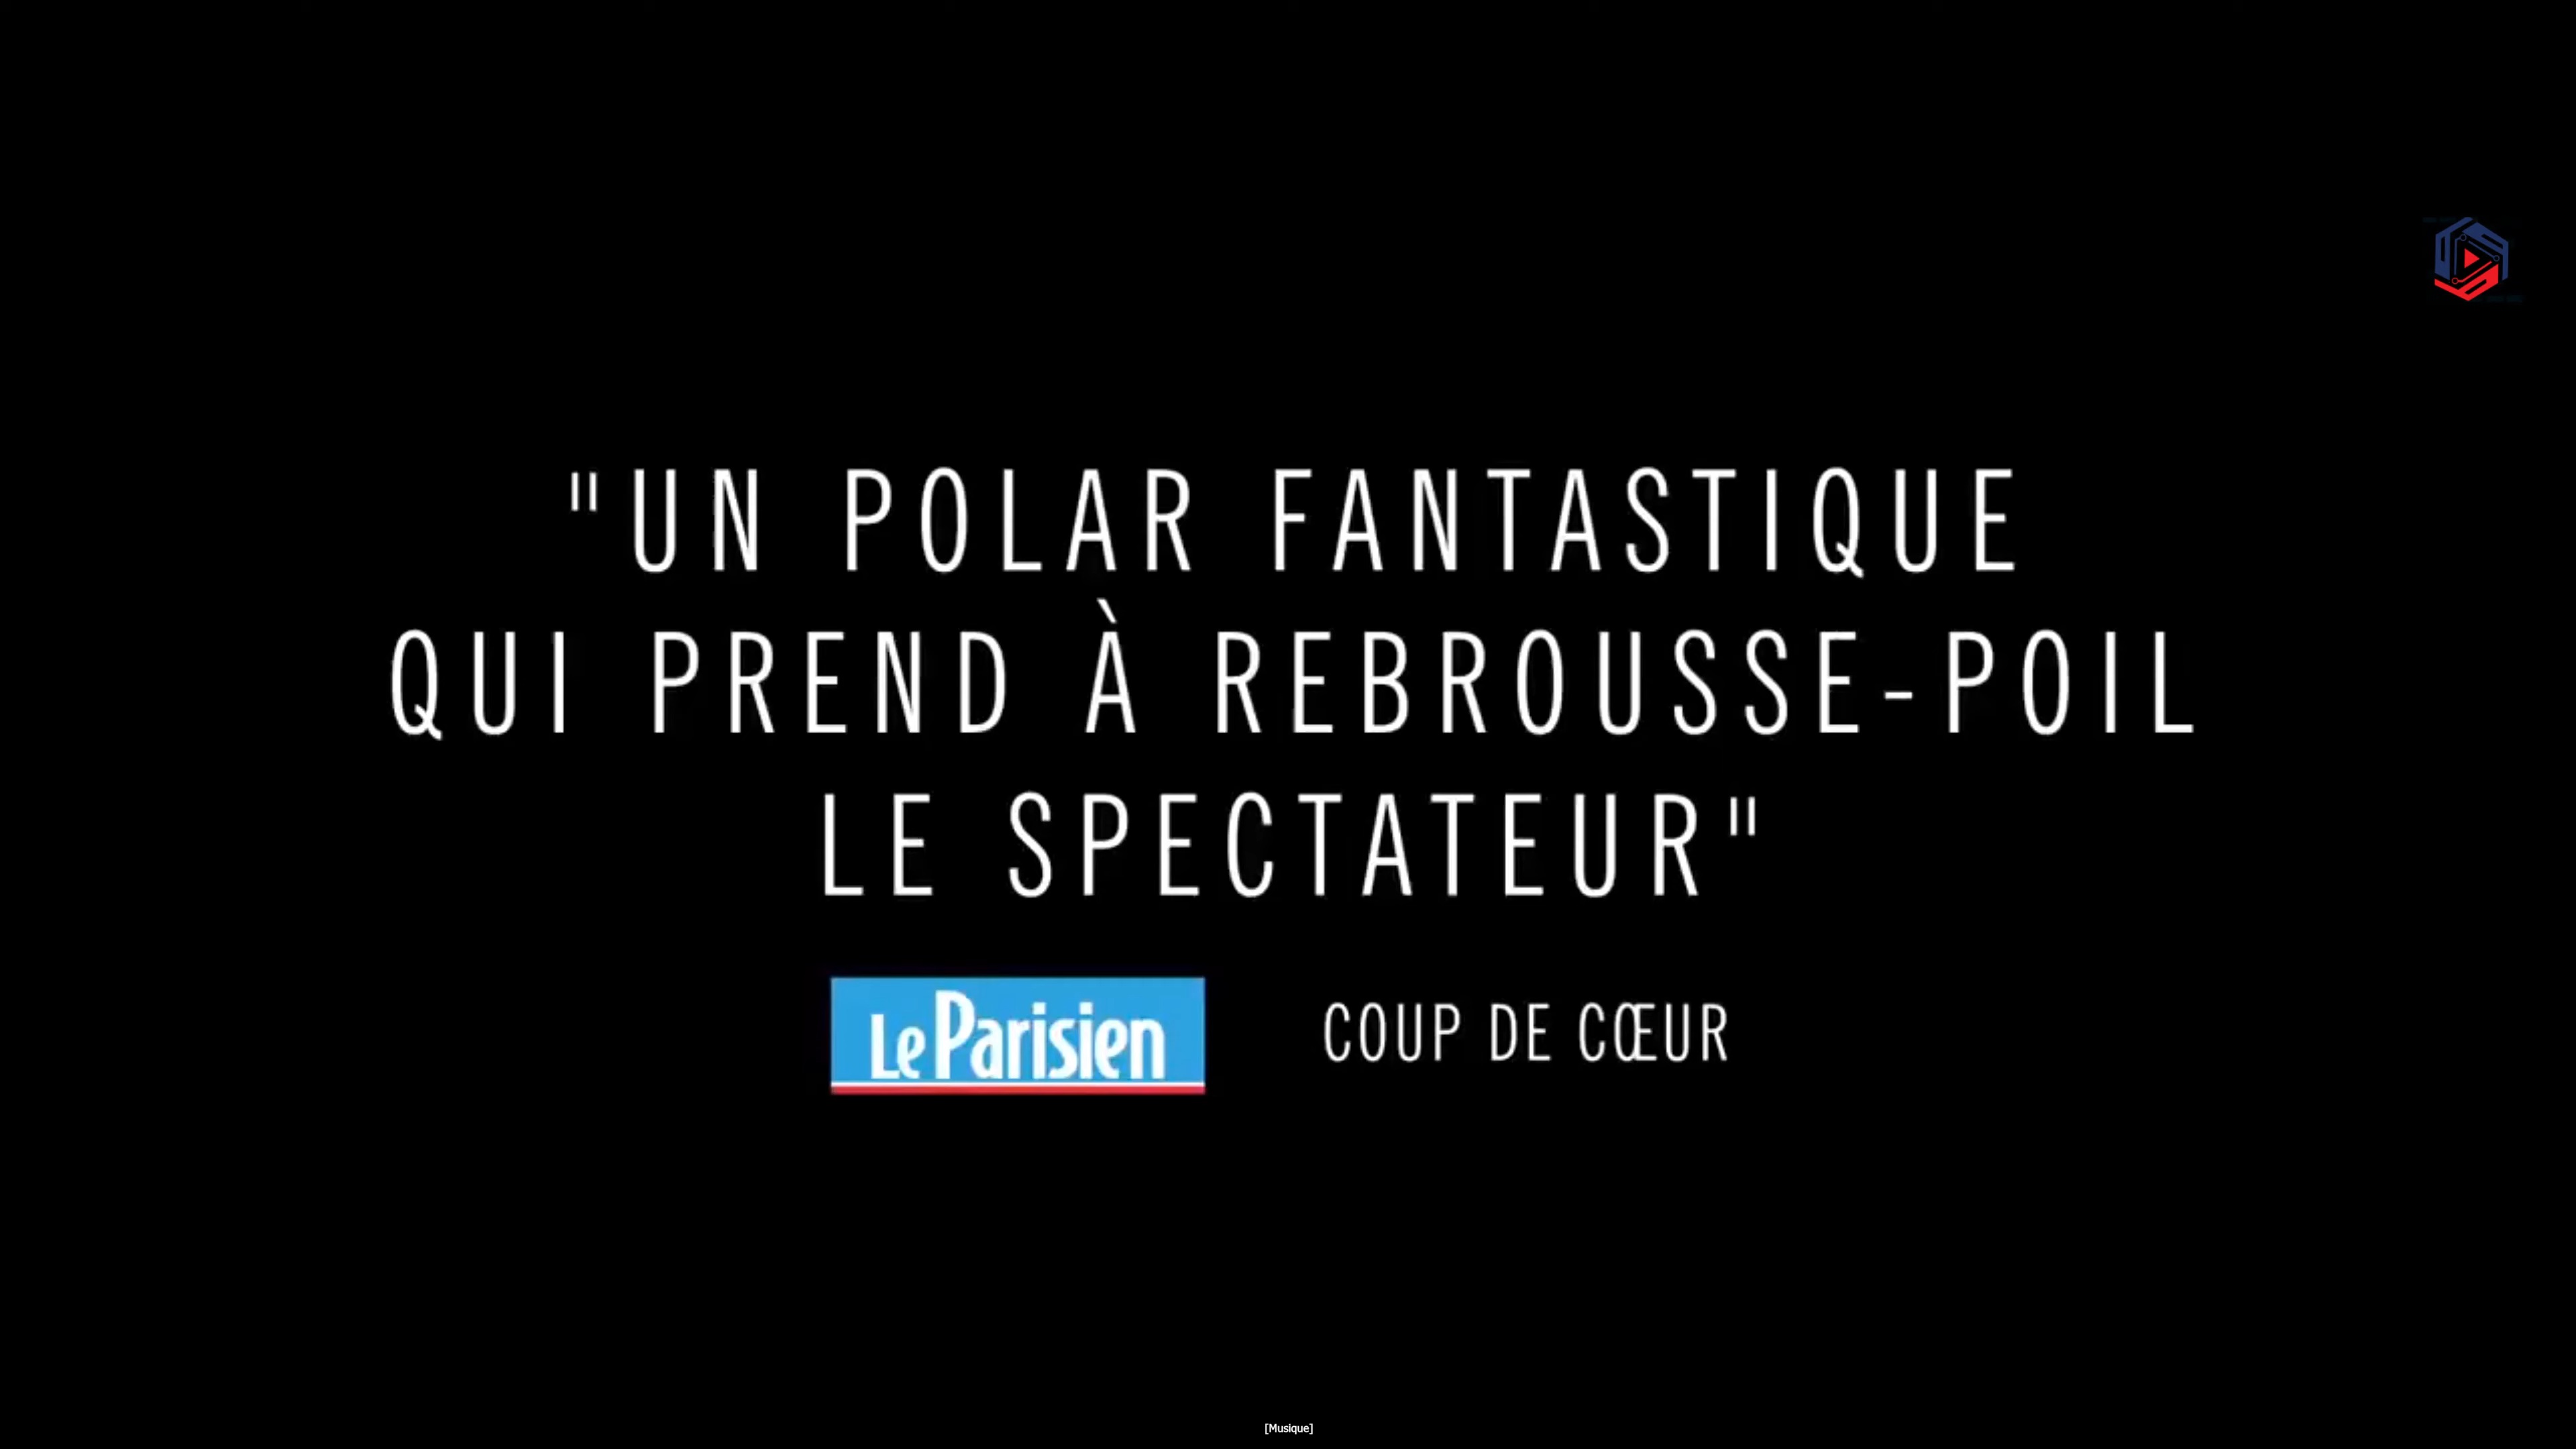 "UN POLAR FANTASTIQUE
QUI PREND À REBROUSSE-POIL
LE SPECTATEUR"
Le Parisien COUP DE CŒUR
[Musique]